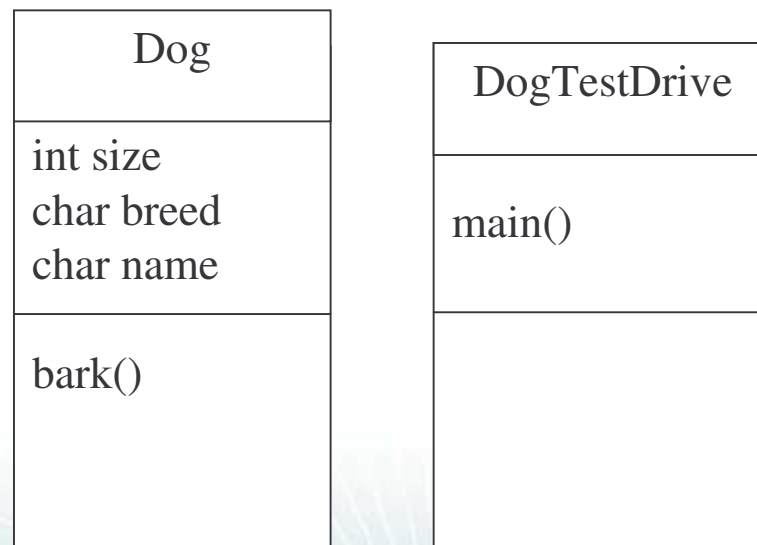 Dog
int size
char breed
char name
bark()
DogTestDrive
main()